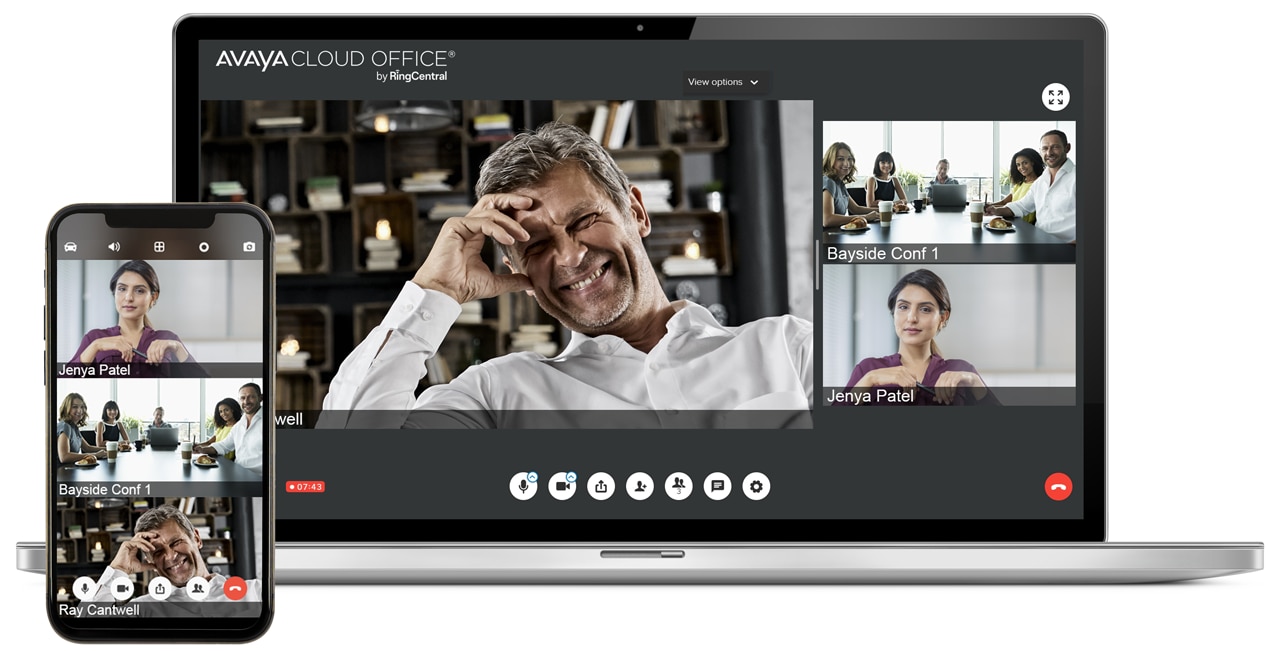 AVAYA CLOUD OFFICE®
by RingCentral
View options
Bayside Conf 1
Jenya Patel
well
07:43
3
Jenya Patel
Bayside Conf 1
Ray Cantwell